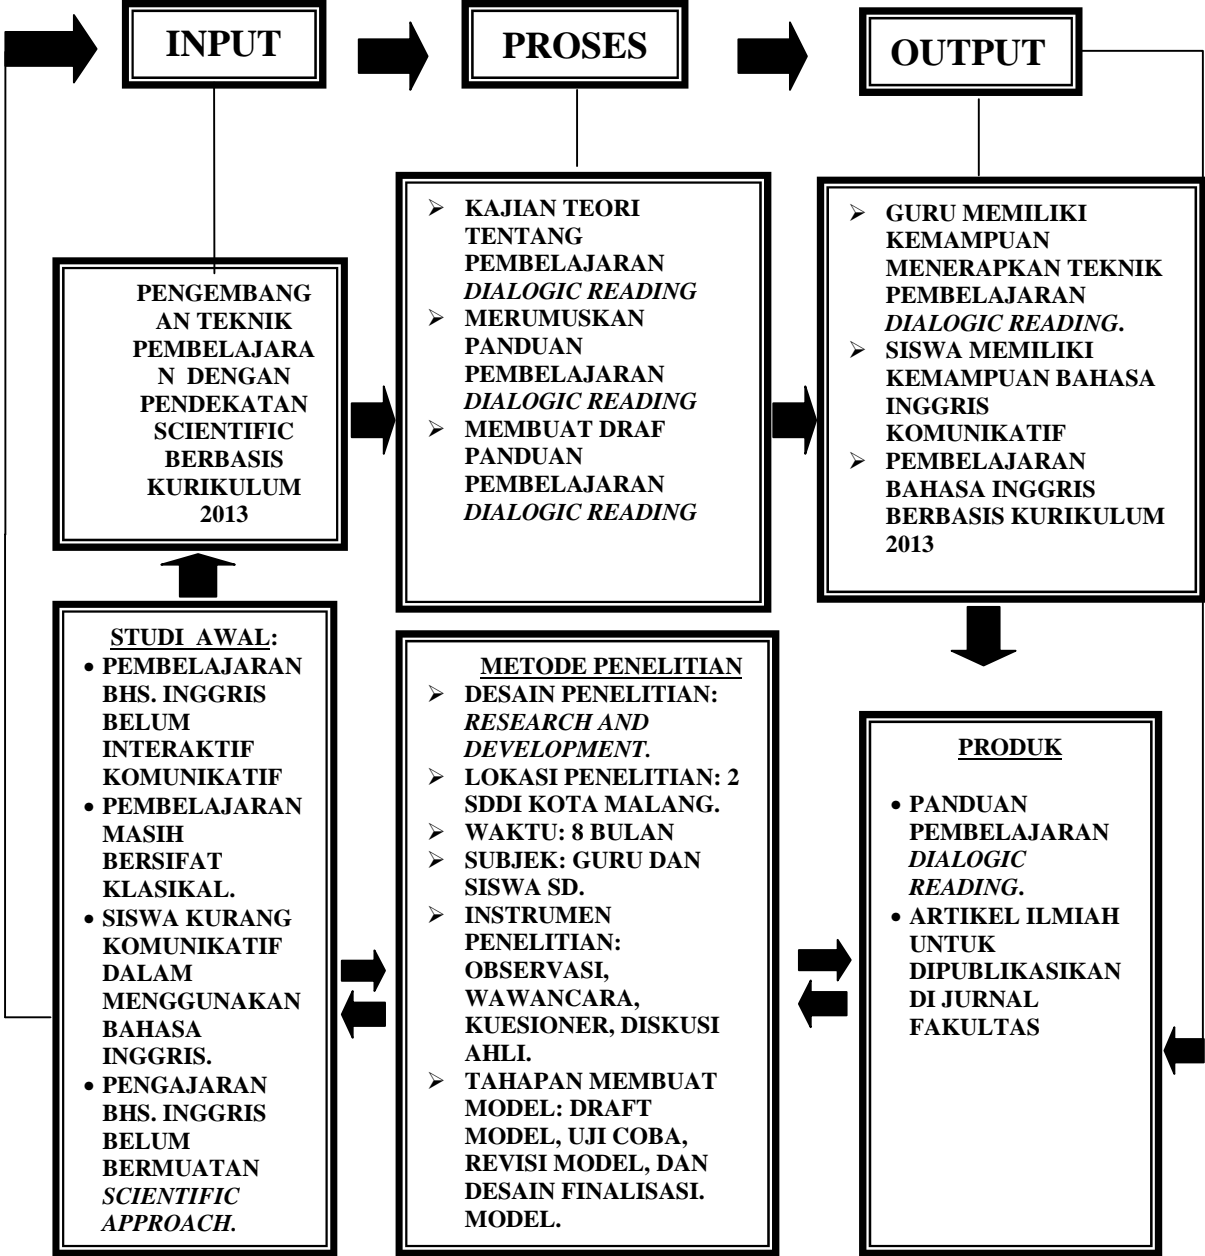 INPUT
PROSES
OUTPUT
PENGEMBANG
AN TEKNIK
PEMBELAJARA
N DENGAN
PENDEKATAN
SCIENTIFIC
BERBASIS
KURIKULUM
2013
➢ KAJIAN TEORI
TENTANG
PEMBELAJARAN
DIALOGIC READING
➢ MERUMUSKAN
PANDUAN
PEMBELAJARAN
DIALOGIC READING
➢ MEMBUAT DRAF
PANDUAN
PEMBELAJARAN
DIALOGIC READING
➢ GURU MEMILIKI
KEMAMPUAN
MENERAPKAN TEKNIK
PEMBELAJARAN
DIALOGIC READING.
➢ SISWA MEMILIKI
KEMAMPUAN BAHASA
INGGRIS
KOMUNIKATIF
➢ PEMBELAJARAN
BAHASA INGGRIS
BERBASIS KURIKULUM
2013
STUDI AWAL:
• PEMBELAJARAN
BHS. INGGRIS
BELUM
INTERAKTIF
KOMUNIKATIF
• PEMBELAJARAN
MASIH
BERSIFAT
KLASIKAL.
• SISWA KURANG
KOMUNIKATIF
DALAM
MENGGUNAKAN
BAHASA
INGGRIS.
• PENGAJARAN
BHS. INGGRIS
BELUM
BERMUATAN
SCIENTIFIC
APPROACH.
METODE PENELITIAN
➢ DESAIN PENELITIAN:
RESEARCH AND
DEVELOPMENT.
➢ LOKASI PENELITIAN: 2
SDDI KOTA MALANG.
➢ WAKTU: 8 BULAN
➢ SUBJEK: GURU DAN
SISWA SD.
➢ INSTRUMEN
PENELITIAN:
OBSERVASI,
WAWANCARA,
KUESIONER, DISKUSI
AHLI.
➢ TAHAPAN MEMBUAT
MODEL: DRAFT
MODEL, UJI COBA,
REVISI MODEL, DAN
DESAIN FINALISASI.
MODEL.
PRODUK
• PANDUAN
PEMBELAJARAN
DIALOGIC
READING.
• ARTIKEL ILMIAH
UNTUK
DIPUBLIKASIKAN
DI JURNAL
FAKULTAS